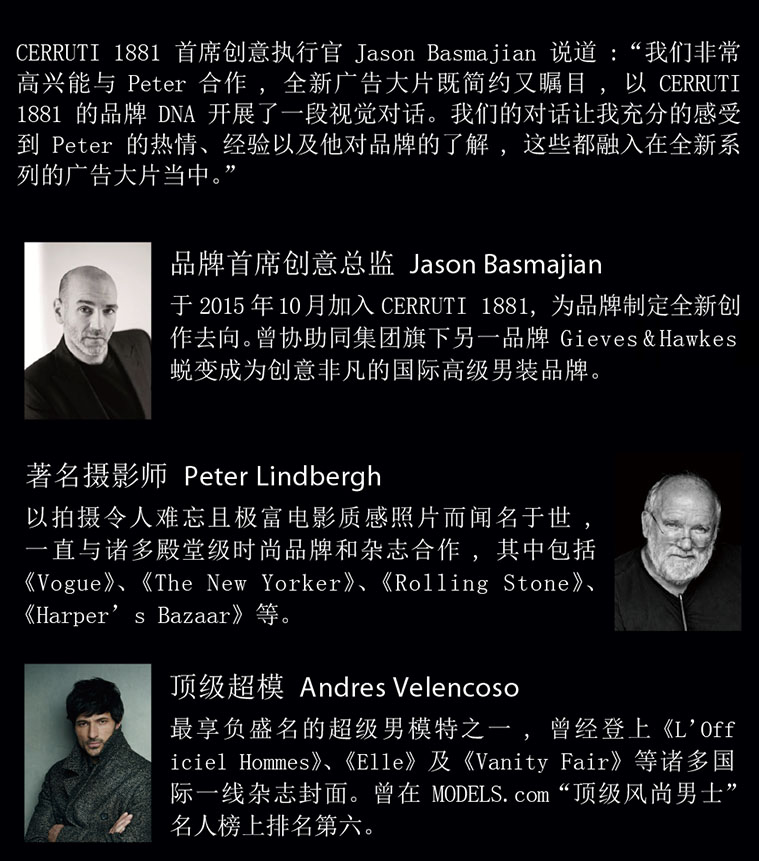 CERRUTI 1881 首席创意执行官 Jason Basmajian 说道：“我们非常
高兴能与 Peter 合作，全新广告大片既简约又瞩目，以 CERRUTI
1881 的品牌 DNA 开展了一段视觉对话。我们的对话让我充分的感受
到 Peter 的热情、经验以及他对品牌的了解，这些都融入在全新系
列的广告大片当中。”
品牌首席创意总监 Jason Basmajian
于 2015 年 10 月加入 CERRUTI 1881, 为品牌制定全新创
作去向。曾协助同集团旗下另一品牌 Gieves＆Hawkes
蜕变成为创意非凡的国际高级男装品牌。
著名摄影师 Peter Lindbergh
以拍摄令人难忘且极富电影质感照片而闻名于世，
一直与诸多殿堂级时尚品牌和杂志合作，其中包括
《Vogue》、《The New Yorker》、《Rolling Stone》、
《Harper’s Bazaar》等。
顶级超模 Andres Velencoso
最享负盛名的超级男模特之一，曾经登上《L'Off
iciel Hommes》、《Elle》及《Vanity Fair》等诸多国
际一线杂志封面。曾在 MODELS.com“顶级风尚男士”
名人榜上排名第六。